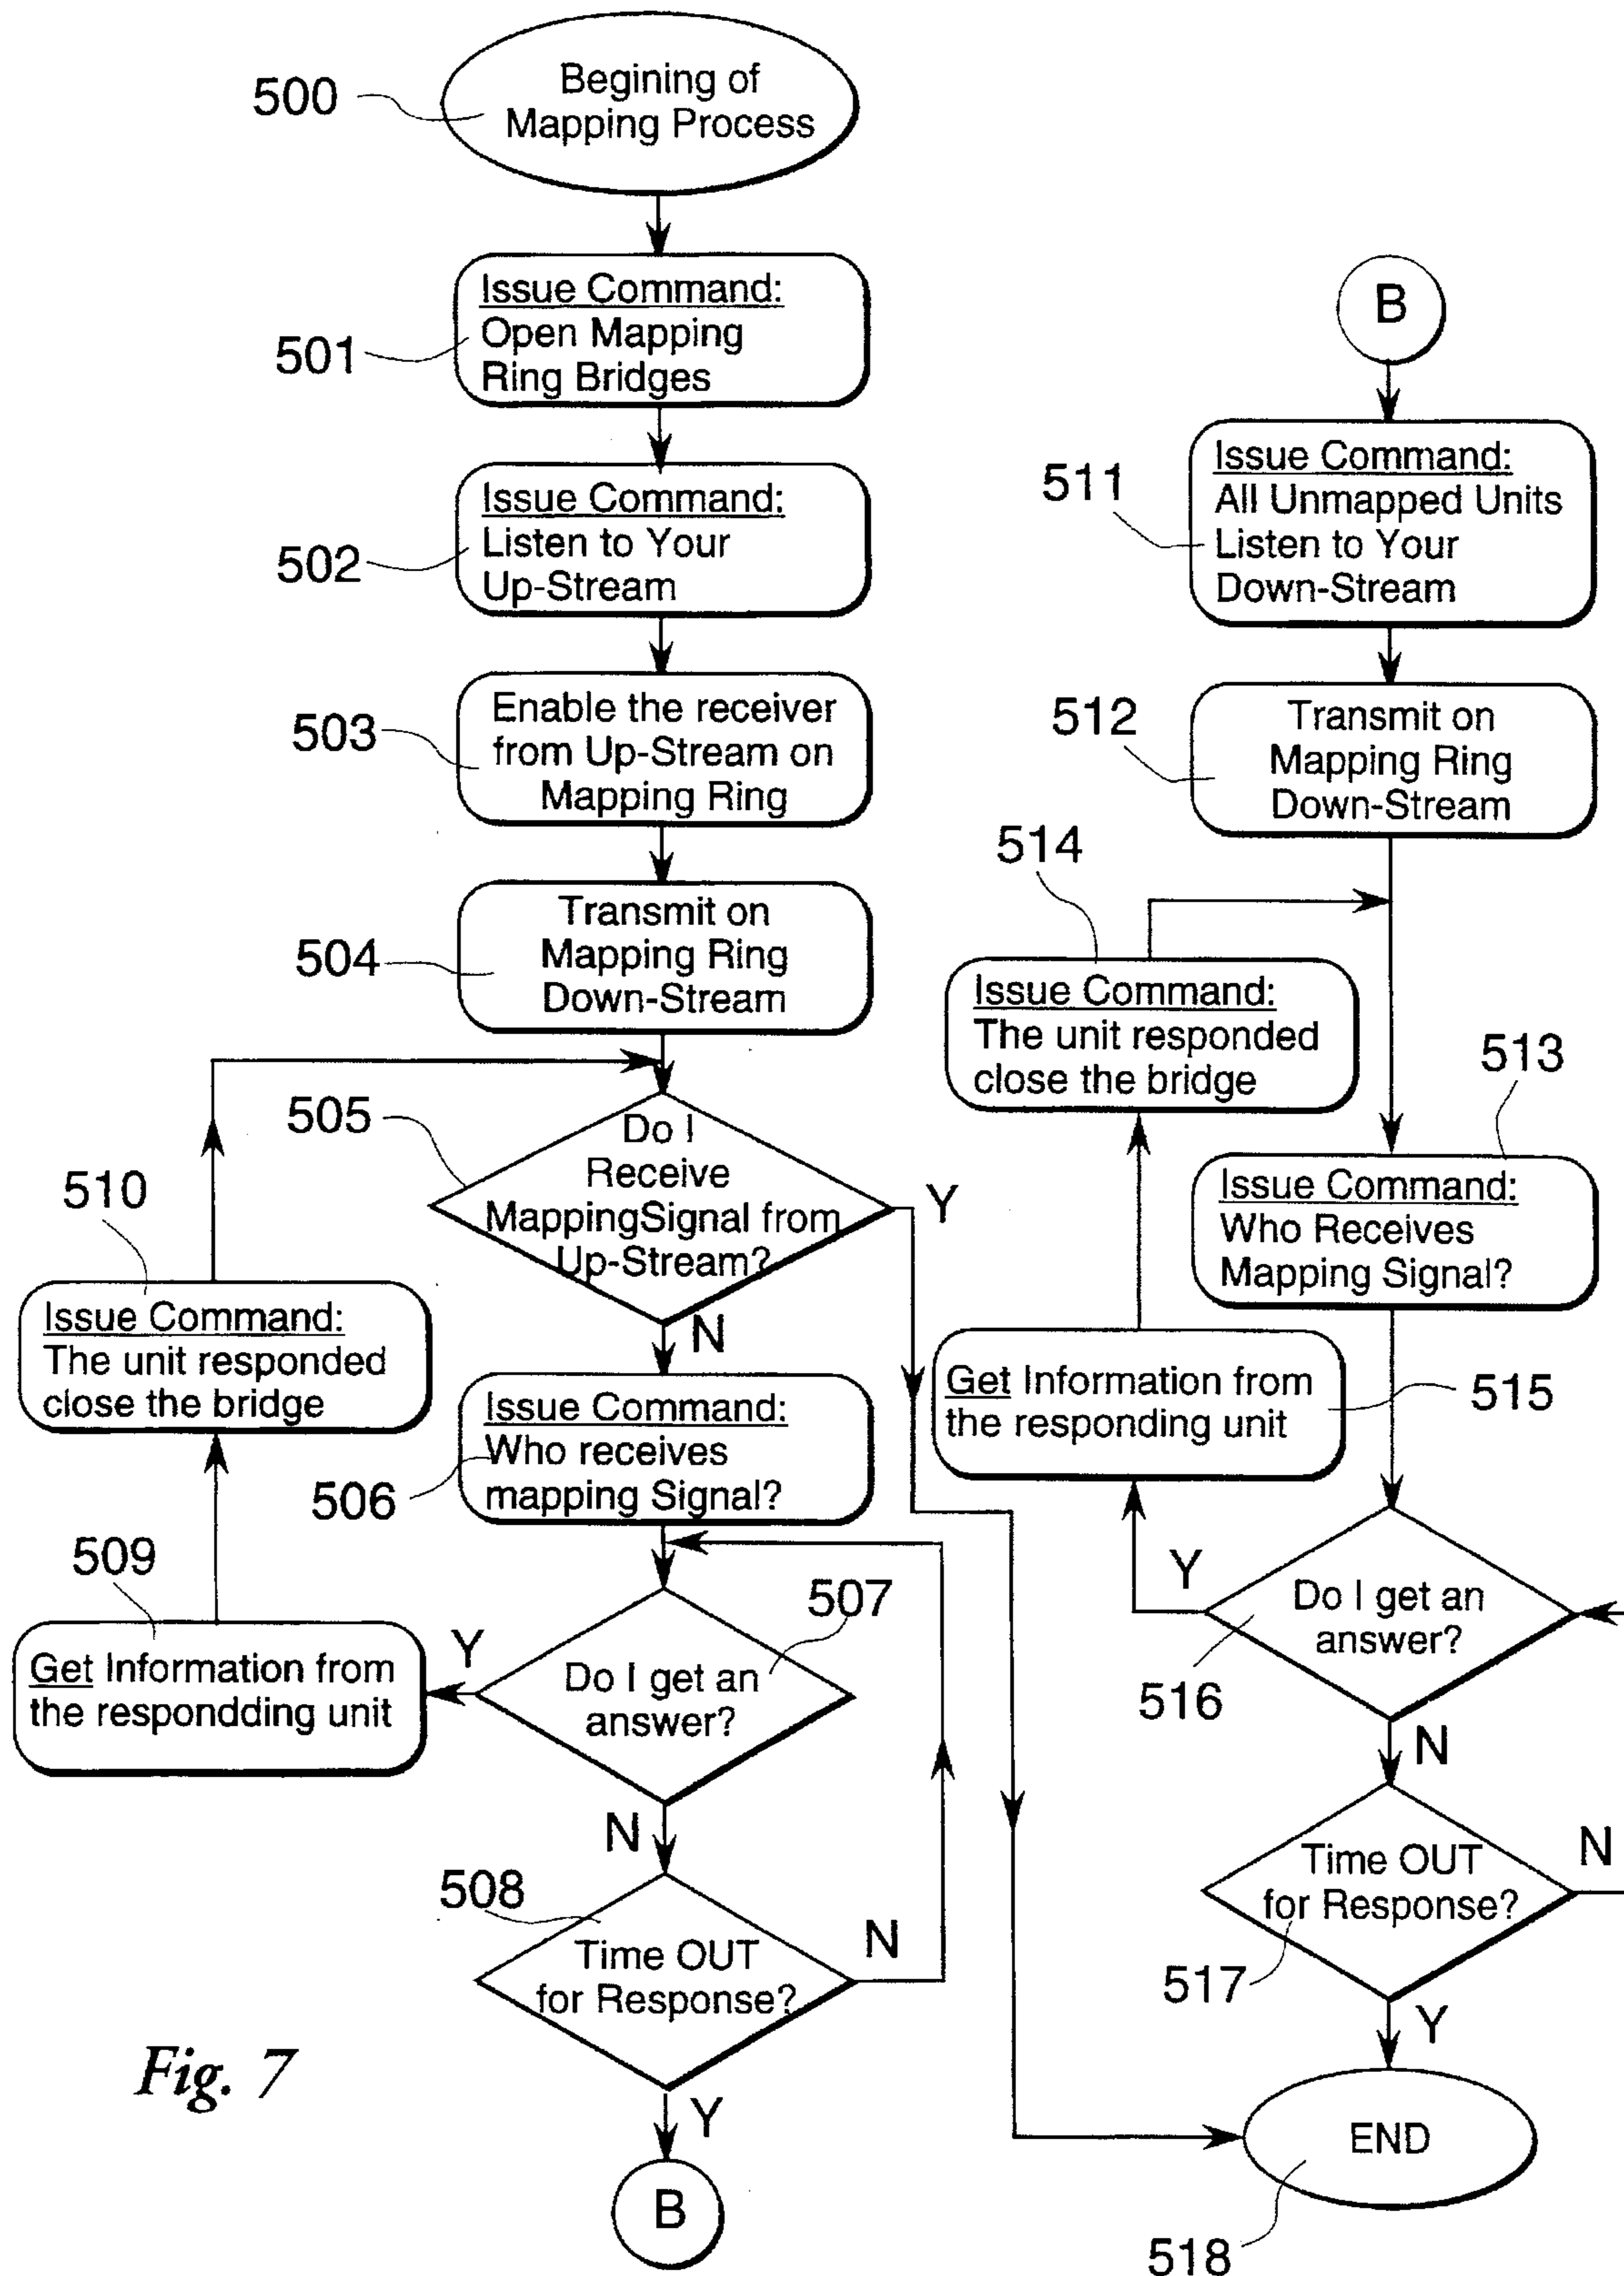 500
Begining of
Mapping Process
501
Issue Command:
Open Mapping
Ring Bridges
502
Issue Command:
Listen to Your
Up-Stream
503
Enable the receiver
from Up-Stream on
Mapping Ring
504
Transmit on
Mapping Ring
Down-Stream
505
Do I
Receive
MappingSignal from
Up-Stream?
Y
N
510
Issue Command:
The unit responded
close the bridge
506
Issue Command:
Who receives
mapping Signal?
509
Get Information from
the respondding unit
Y
507
Do I get an
answer?
N
508
Time OUT
for Response?
N
Y
B
Fig. 7
B
511
Issue Command:
All Unmapped Units
Listen to Your
Down-Stream
512
Transmit on
Mapping Ring
Down-Stream
514
Issue Command:
The unit responded
close the bridge
513
Issue Command:
Who Receives
Mapping Signal?
Get Information from
the responding unit
515
Y
Do I get an
answer?
516
N
Time OUT
for Response?
N
517
Y
END
518